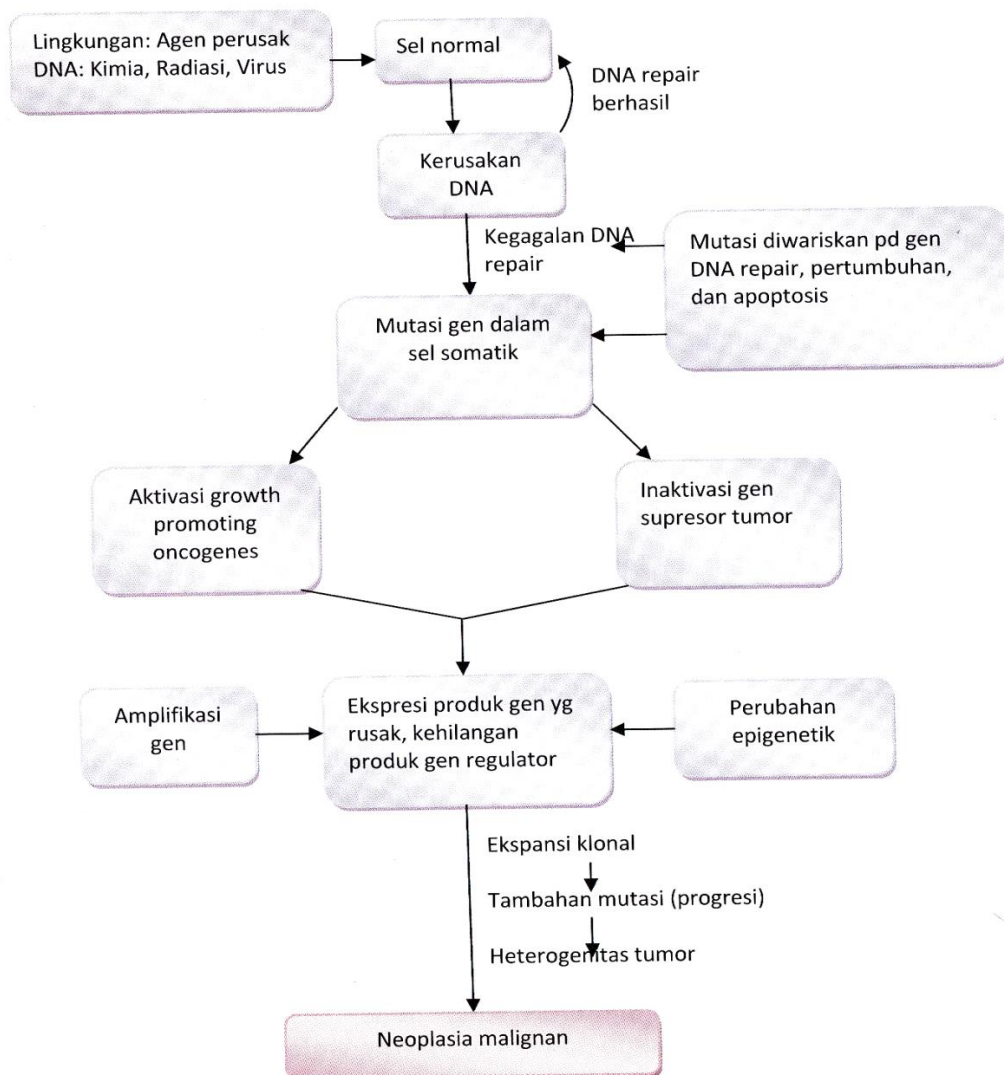 Lingkungan: Agen perusak
DNA: Kimia, Radiasi, Virus
Sel normal
DNA repair
berhasil
Kerusakan
DNA
Kegagalan DNA
repair
Mutasi diwariskan pd gen
DNA repair, pertumbuhan,
dan apoptosis
Mutasi gen dalam
sel somatik
Aktivasi growth
promoting
oncogenes
Inaktivasi gen
supresor tumor
Amplifikasi
gen
Ekspresi produk gen yg
rusak, kehilangan
produk gen regulator
Perubahan
epigenetik
Ekspansi klonal
Tambahan mutasi (progresi)
Heterogenitas tumor
Neoplasia malignan